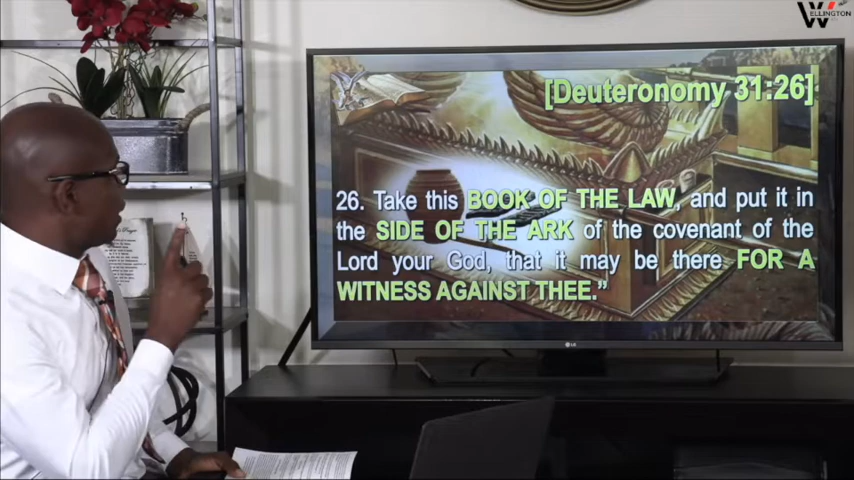 WELLINGTON
[Deuteronomy 31:26]
26. Take this BOOK OF THE LAW, and put it in
the SIDE OF THE ARK of the covenant of the
Lord your God, that it may be there FOR A
WITNESS AGAINST THEE.”
LG